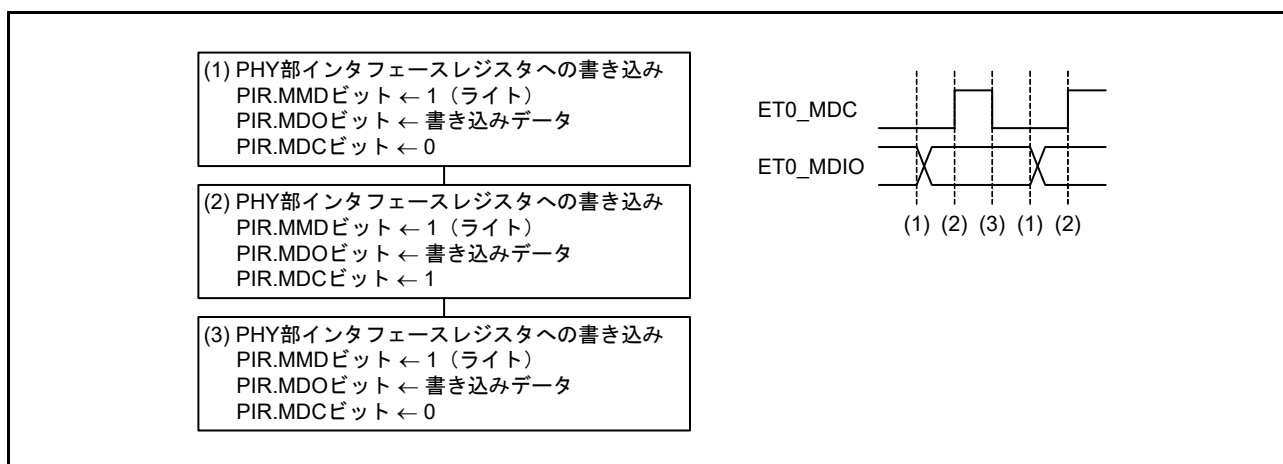 (1) PHY部インタフェースレジスタへの書き込み
PIR.MMDビット ← 1（ライト）
PIR.MDOビット ← 書き込みデータ
PIR.MDCビット ← 0
(2) PHY部インタフェースレジスタへの書き込み
PIR.MMDビット ← 1（ライト）
PIR.MDOビット ← 書き込みデータ
PIR.MDCビット ← 1
(3) PHY部インタフェースレジスタへの書き込み
PIR.MMDビット ← 1（ライト）
PIR.MDOビット ← 書き込みデータ
PIR.MDCビット ← 0
ET0_MDC
ET0_MDIO
(1) (2) (3) (1) (2)